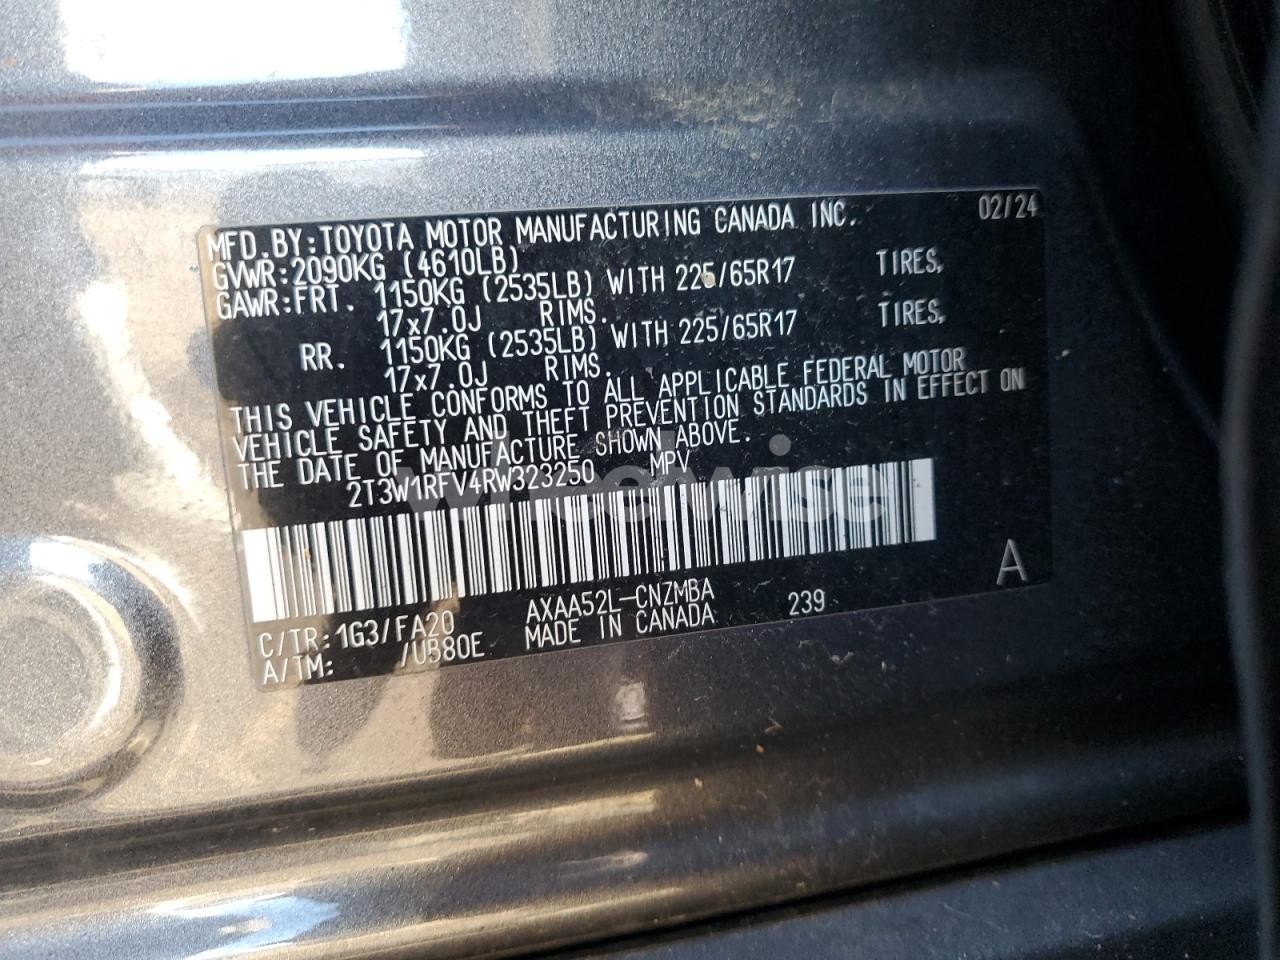 MFD.BY:TOYOTA MOTOR MANUFACTURING CANADA INC. 02/24
GVWR:2090KG (4610LB)
GAWR:FRT. 1150KG (2535LB) WITH 225/65R17 TIRES,
17x7.0J RIMS.
RR. 1150KG (2535LB) WITH 225/65R17 TIRES,
17x7.0J RIMS.
THIS VEHICLE CONFORMS TO ALL APPLICABLE FEDERAL MOTOR
VEHICLE SAFETY AND THEFT PREVENTION STANDARDS IN EFFECT ON
THE DATE OF MANUFACTURE SHOWN ABOVE.
2T3W1RFV4RW323250 MPV
wheelwise
C/TR:1G3/FA20 AXAA52L-CNZMBA 239 A
A/TM: /UB80E MADE IN CANADA